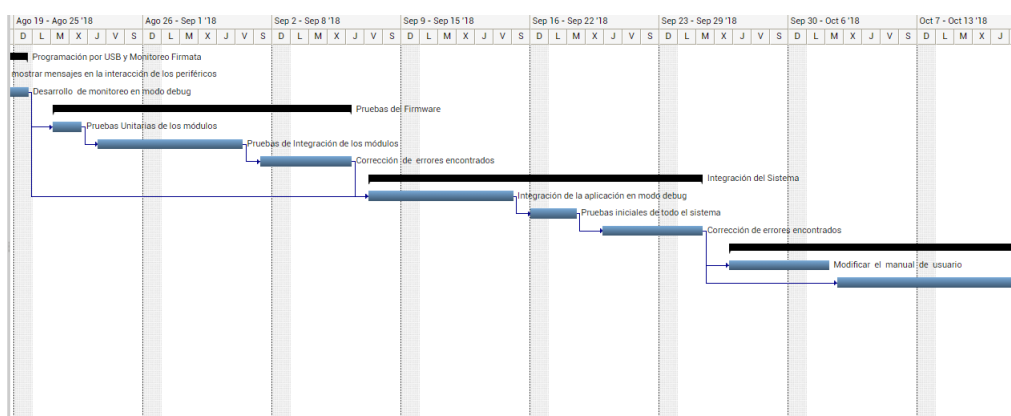 Ago 19 - Ago 25 '18 Ago 26 - Sep 1 '18 Sep 2 - Sep 8 '18 Sep 9 - Sep 15 '18 Sep 16 - Sep 22 '18 Sep 23 - Sep 29 '18 Sep 30 - Oct 6 '18 Oct 7 - Oct 13 '18
D L M X J V S D L M X J V S D L M X J V S D L M X J V S D L M X J V S D L M X J V S D L M X J V S D L M X J
Programación por USB y Monitoreo Firmata
mostrar mensajes en la interacción de los periféricos
Desarrollo de monitoreo en modo debug
Pruebas del Firmware
Pruebas Unitarias de los módulos
Pruebas de Integración de los módulos
Corrección de errores encontrados
Integración del Sistema
Integración de la aplicación en modo debug
Pruebas iniciales de todo el sistema
Corrección de errores encontrados
Modificar el manual de usuario